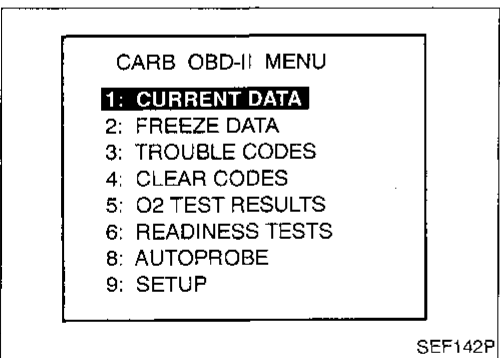 CARB OBD-II MENU
1: CURRENT DATA
2: FREEZE DATA
3: TROUBLE CODES
4: CLEAR CODES
5: O2 TEST RESULTS
6: READINESS TESTS
8: AUTOPROBE
9: SETUP
SEF142P